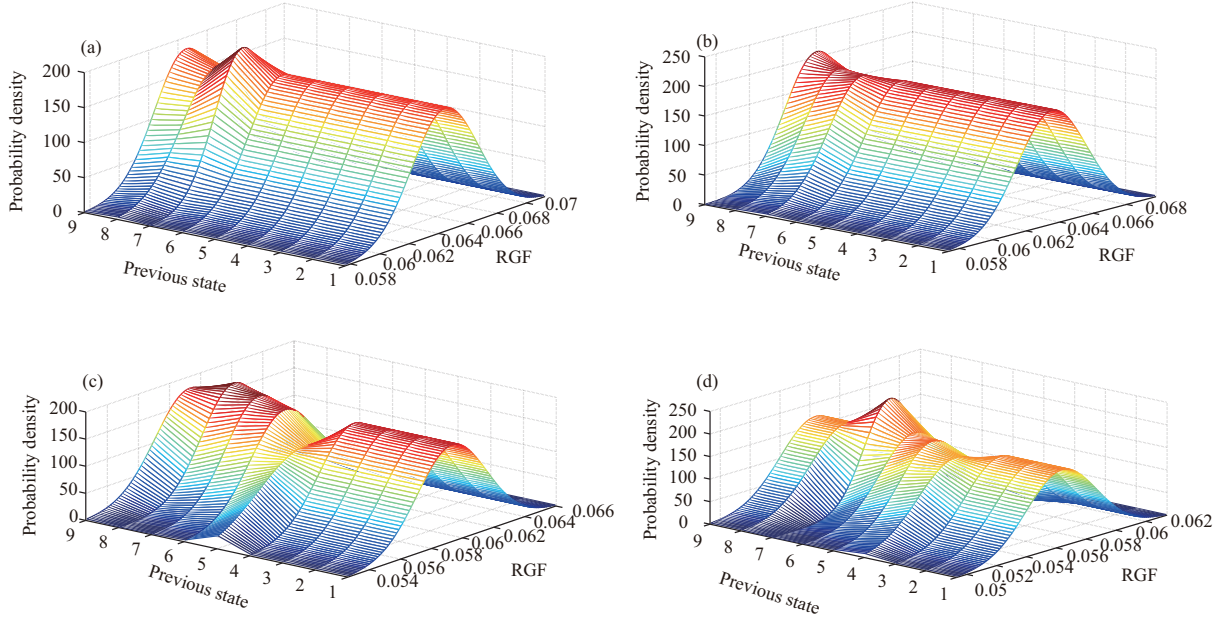 (a)
200
150
100
50
0
Probability density
9 8 7 6 5 4 3 2 1
Previous state
0.058 0.06 0.062 0.064 0.066 0.068 0.07
RGF
(b)
250
200
150
100
50
0
Probability density
9 8 7 6 5 4 3 2 1
Previous state
0.058 0.06 0.062 0.064 0.066 0.068
RGF
(c)
200
150
100
50
0
Probability density
9 8 7 6 5 4 3 2 1
Previous state
0.054 0.056 0.058 0.06 0.062 0.064 0.066
RGF
(d)
250
200
150
100
50
0
Probability density
9 8 7 6 5 4 3 2 1
Previous state
0.05 0.052 0.054 0.056 0.058 0.06 0.062
RGF